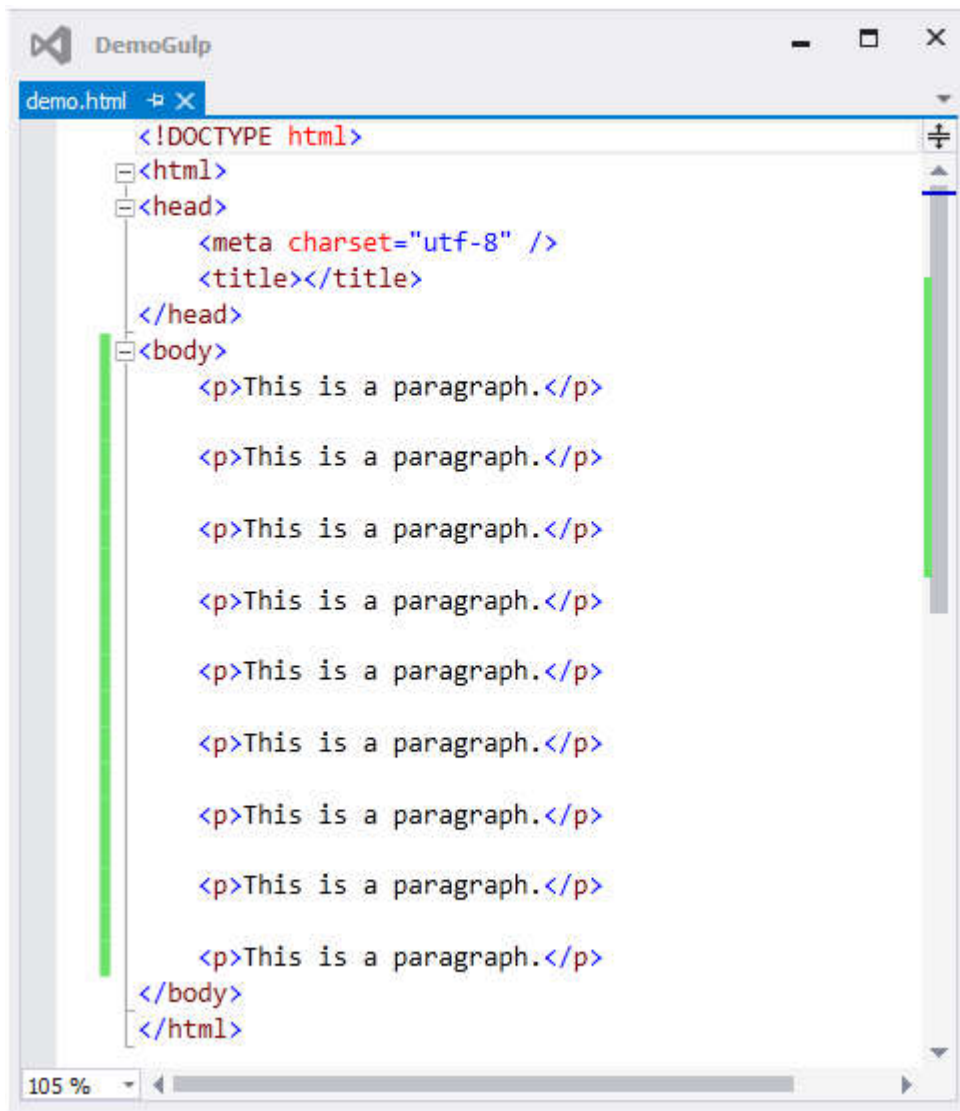 DemoGulp
demo.html
<!DOCTYPE html>
<html>
<head>
<meta charset="utf-8" />
<title></title>
</head>
<body>
<p>This is a paragraph.</p>
<p>This is a paragraph.</p>
<p>This is a paragraph.</p>
<p>This is a paragraph.</p>
<p>This is a paragraph.</p>
<p>This is a paragraph.</p>
<p>This is a paragraph.</p>
<p>This is a paragraph.</p>
<p>This is a paragraph.</p>
</body>
</html>
105 %